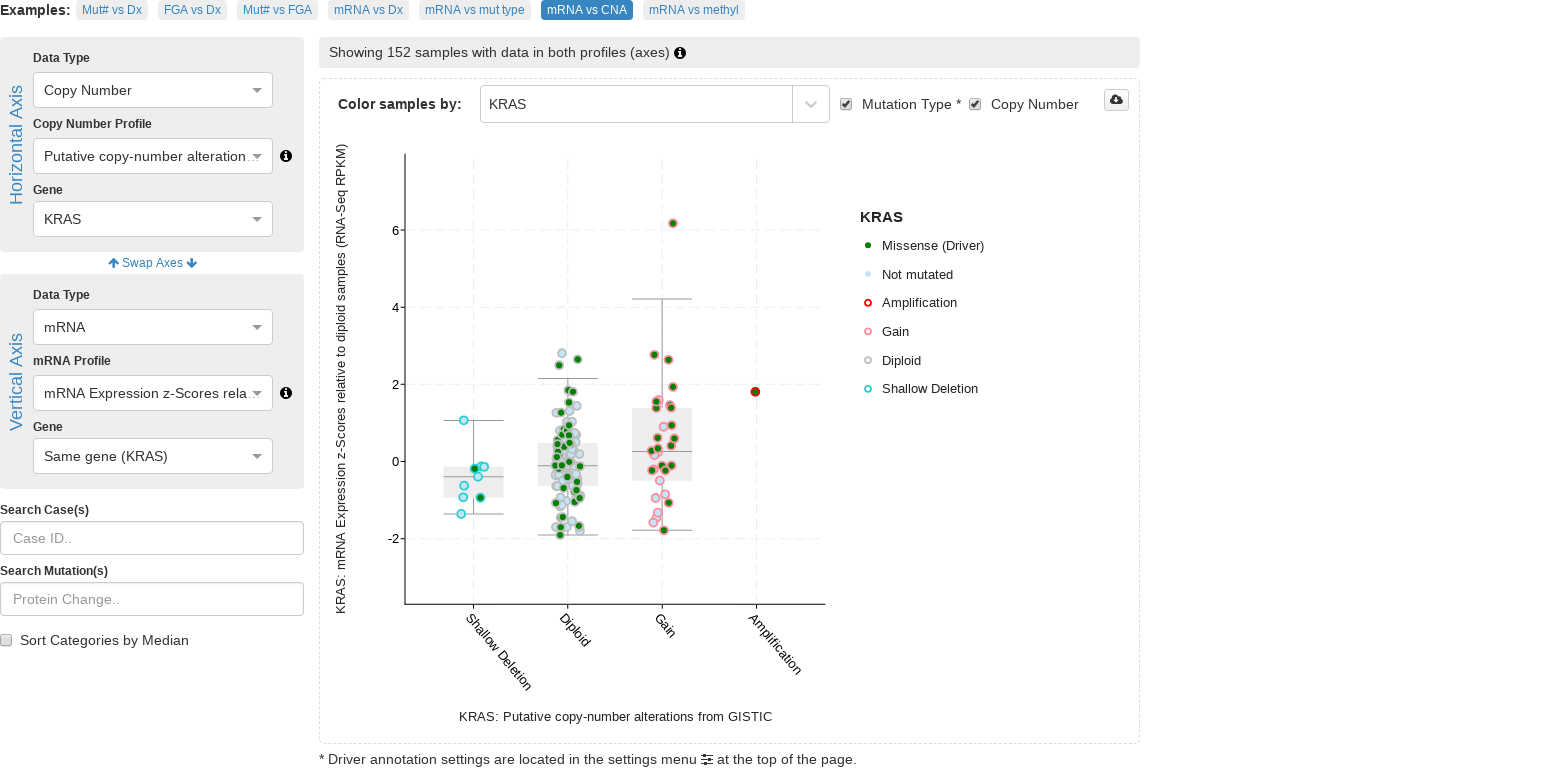 Examples: Mut# vs Dx FGA vs Dx Mut# vs FGA mRNA vs Dx mRNA vs mut type mRNA vs CNA mRNA vs methyl
Horizontal Axis
Data Type
Copy Number
Copy Number Profile
Putative copy-number alteration…
Gene
KRAS
Swap Axes
Vertical Axis
Data Type
mRNA
mRNA Profile
mRNA Expression z-Scores rela…
Gene
Same gene (KRAS)
Search Case(s)
Case ID..
Search Mutation(s)
Protein Change..
Sort Categories by Median
Showing 152 samples with data in both profiles (axes)
Color samples by: KRAS Mutation Type * Copy Number
KRAS: mRNA Expression z-Scores relative to diploid samples (RNA-Seq RPKM)
6
4
2
0
-2
Shallow Deletion
Diploid
Gain
Amplification
KRAS: Putative copy-number alterations from GISTIC
KRAS
Missense (Driver)
Not mutated
Amplification
Gain
Diploid
Shallow Deletion
* Driver annotation settings are located in the settings menu at the top of the page.